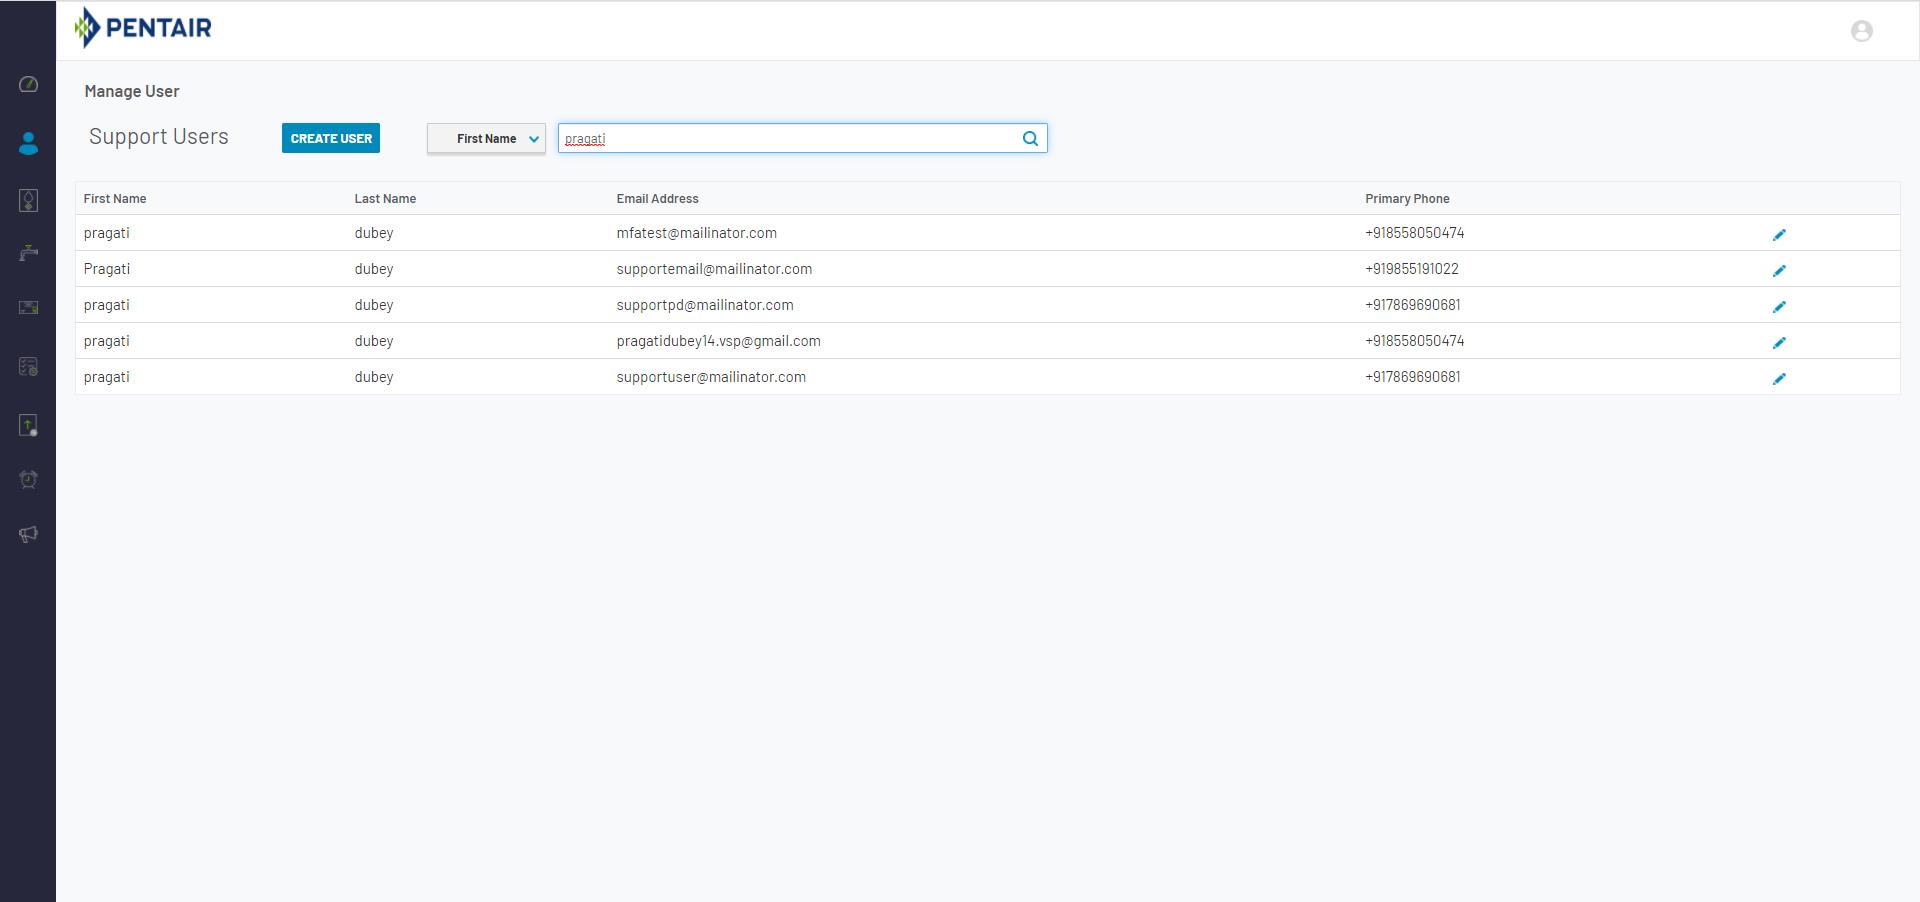 PENTAIR
Manage User
Support Users CREATE USER First Name pragati
First Name Last Name Email Address Primary Phone
pragati dubey mfatest@mailinator.com +918558050474
Pragati dubey supportemail@mailinator.com +919855191022
pragati dubey supportpd@mailinator.com +917869690681
pragati dubey pragatidubey14.vsp@gmail.com +918558050474
pragati dubey supportuser@mailinator.com +917869690681